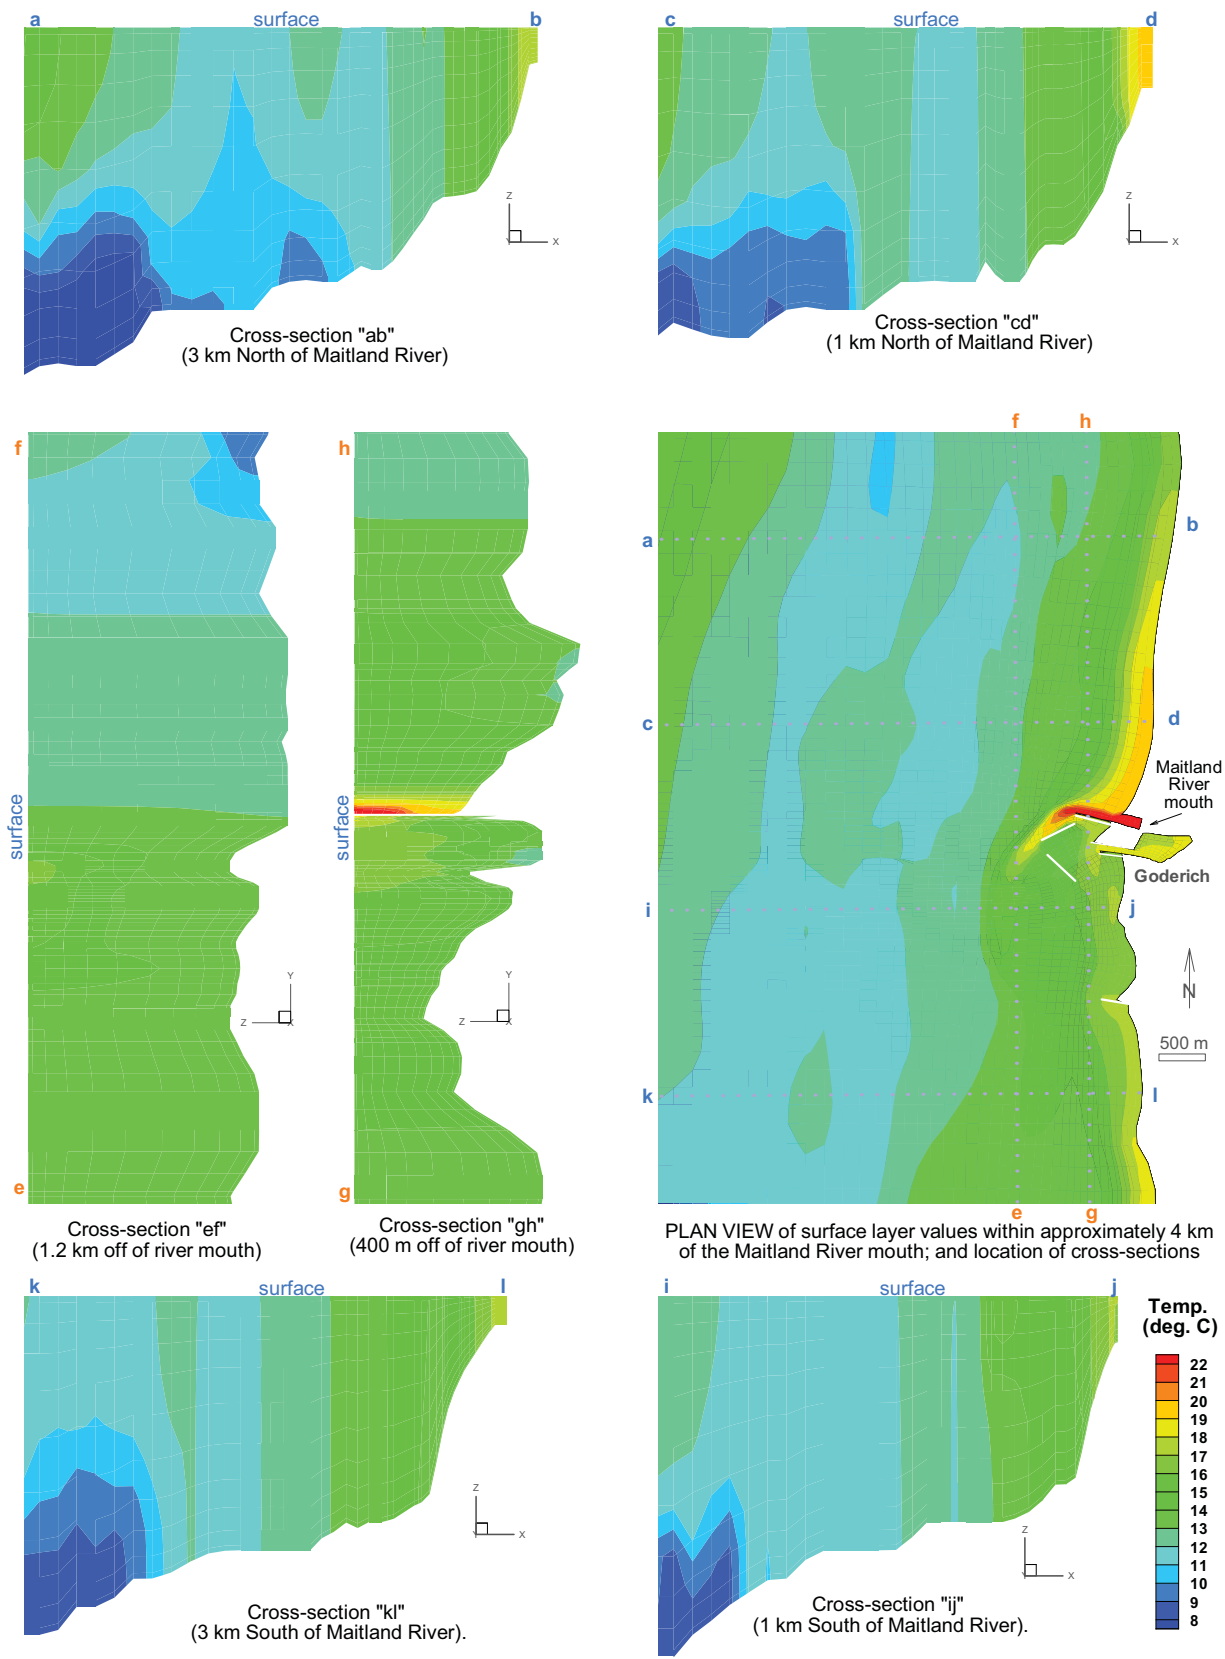 a surface b
c surface d
Z
X
Y
Z
X
Y
Cross-section "ab"
(3 km North of Maitland River)
Cross-section "cd"
(1 km North of Maitland River)
f
h
f h
b
a
c
d
surface
surface
Maitland
River
mouth
Goderich
i
j
Y
Z
X
Y
Z
X
N
500 m
k
l
e
g
e g
Cross-section "ef"
(1.2 km off of river mouth)
Cross-section "gh"
(400 m off of river mouth)
PLAN VIEW of surface layer values within approximately 4 km
of the Maitland River mouth; and location of cross-sections
k surface l
i surface j
Z
X
Y
Z
X
Y
Cross-section "kl"
(3 km South of Maitland River).
Cross-section "ij"
(1 km South of Maitland River).
Temp.
(deg. C)
22
21
20
19
18
17
16
15
14
13
12
11
10
9
8